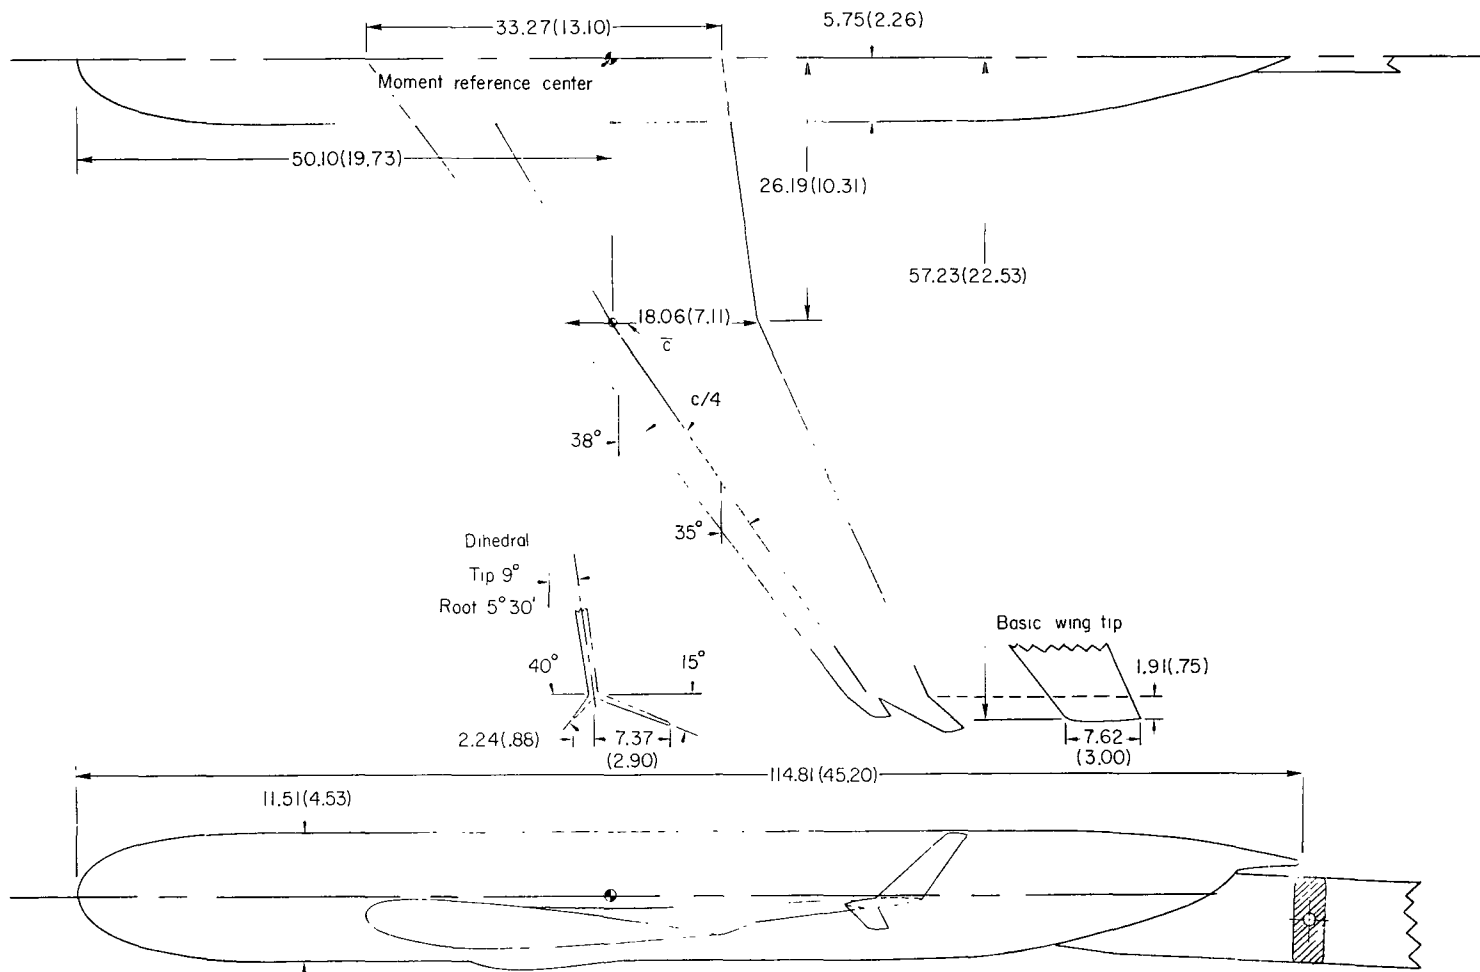 33.27(13.10)
5.75(2.26)
Moment reference center
50.10(19.73)
26.19(10.31)
57.23(22.53)
18.06(7.11)
c̅
c/4
38°
35°
Dihedral
Tip 9°
Root 5°30'
Basic wing tip
40°
15°
1.91(.75)
2.24(.88)
7.37
(2.90)
7.62
(3.00)
114.81(45.20)
11.51(4.53)